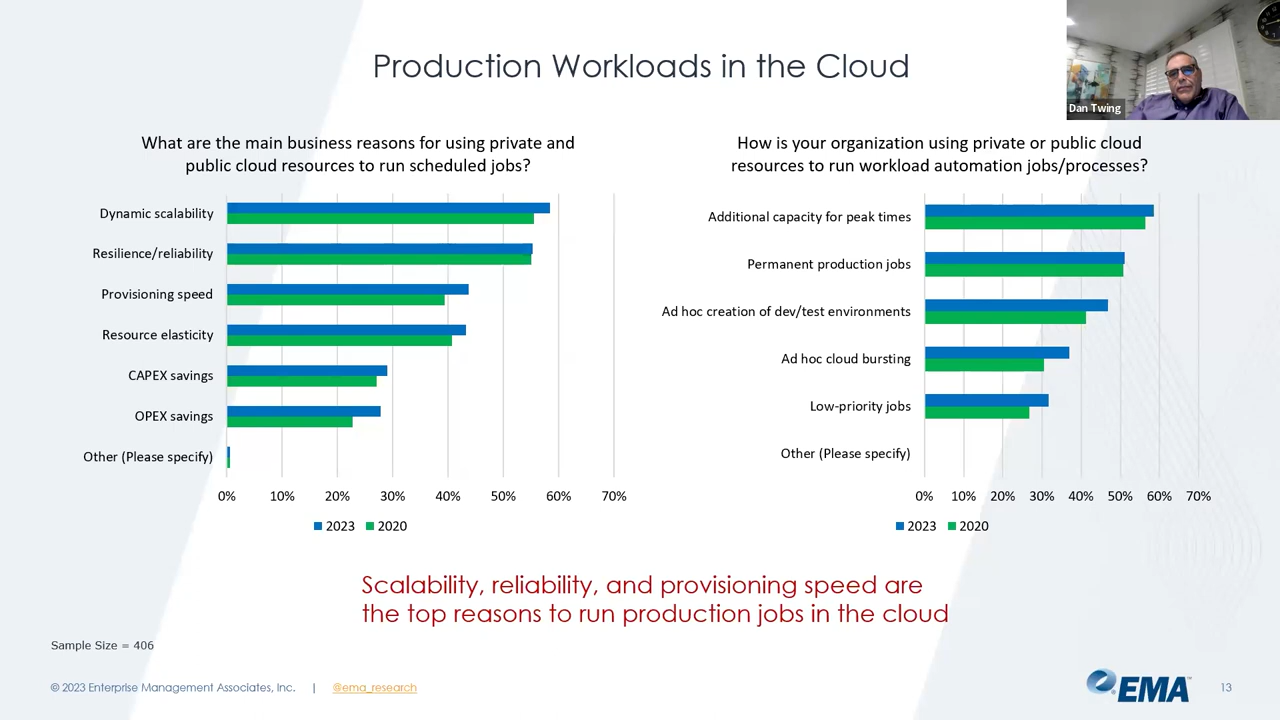 Production Workloads in the Cloud
Dan Twing
What are the main business reasons for using private and
public cloud resources to run scheduled jobs?
Dynamic scalability
Resilience/reliability
Provisioning speed
Resource elasticity
CAPEX savings
OPEX savings
Other (Please specify)
0% 10% 20% 30% 40% 50% 60% 70%
2023 2020
How is your organization using private or public cloud
resources to run workload automation jobs/processes?
Additional capacity for peak times
Permanent production jobs
Ad hoc creation of dev/test environments
Ad hoc cloud bursting
Low-priority jobs
Other (Please specify)
0% 10% 20% 30% 40% 50% 60% 70%
2023 2020
Scalability, reliability, and provisioning speed are
the top reasons to run production jobs in the cloud
Sample Size = 406
© 2023 Enterprise Management Associates, Inc. | @ema_research
EMA™
13